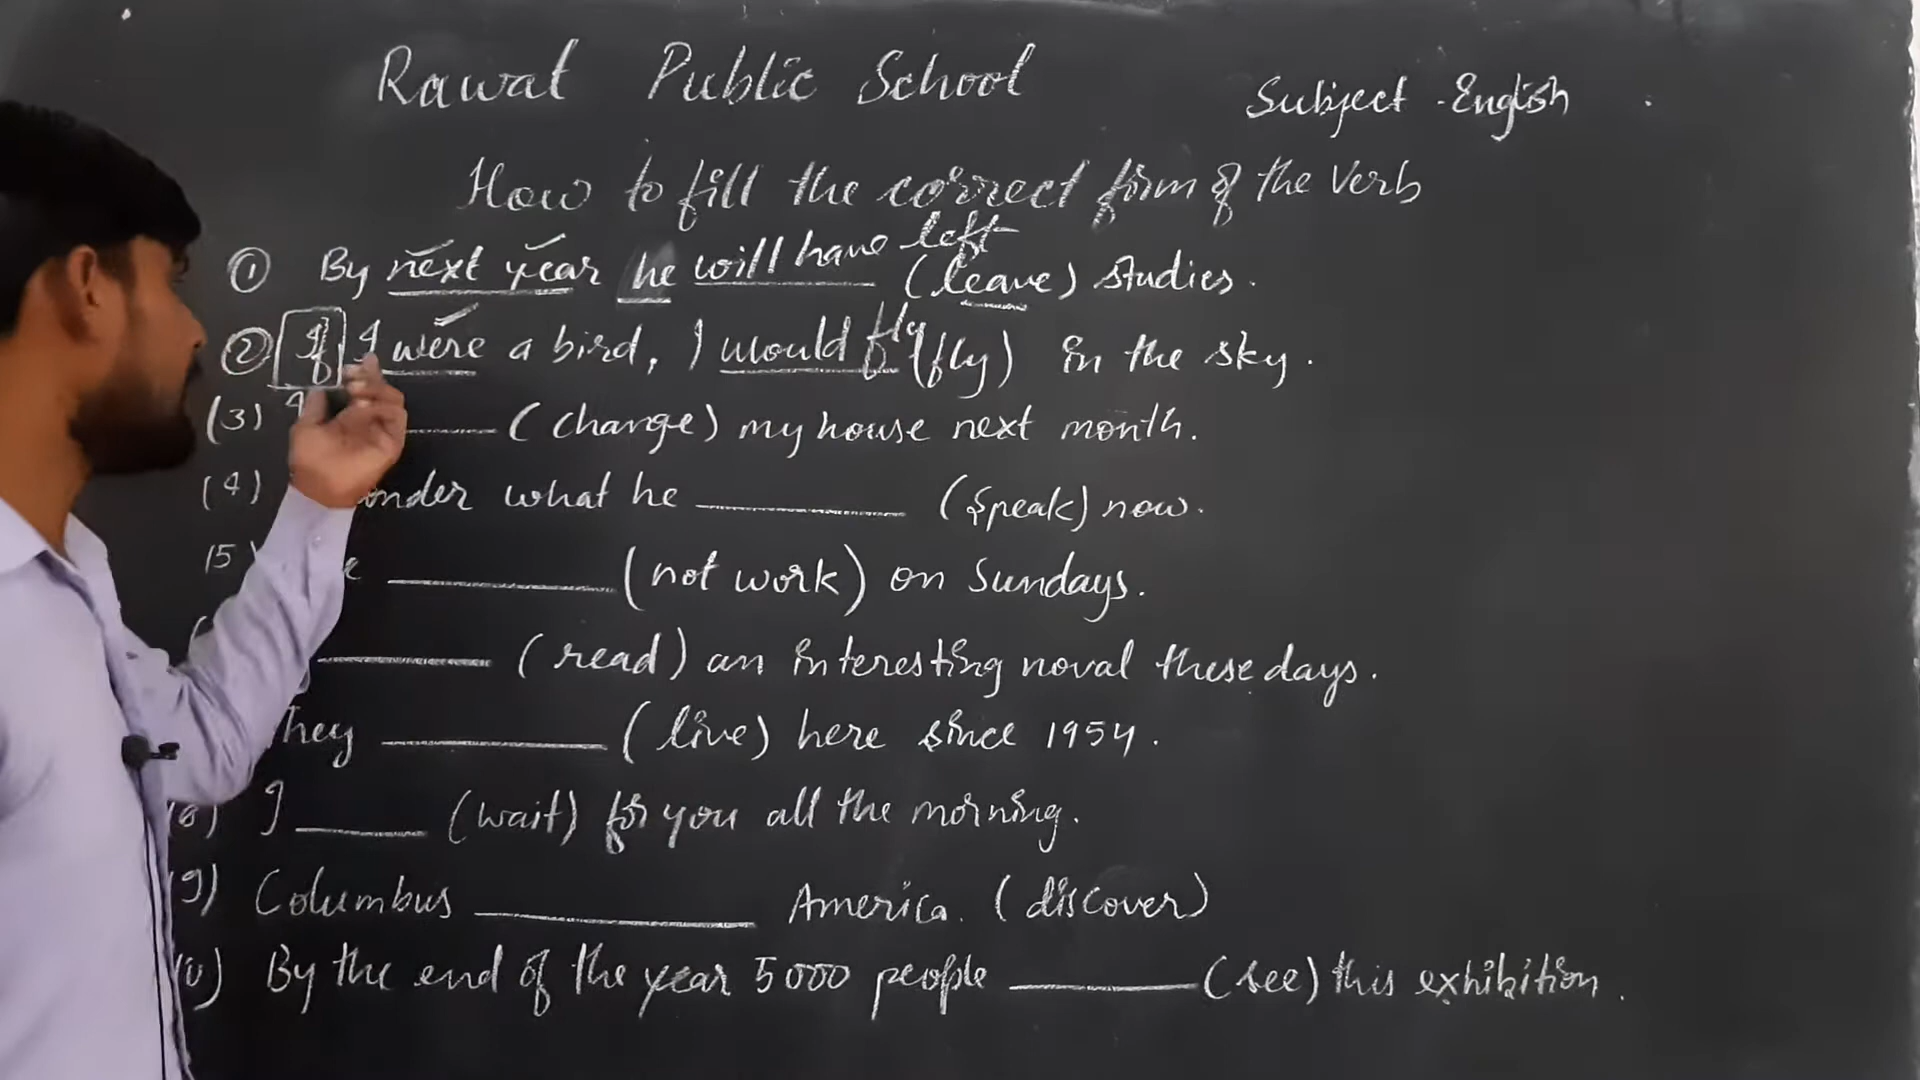 Rawat Public School
Subject - English
How to fill the correct form of the Verb
① By next year he will have left (leave) studies.
② If I were a bird, I would fly (fly) in the sky.
(3) I ______ (change) my house next month.
(4) what he ______ (speak) now.
(5) ______ (not work) on Sundays.
______ (read) an interesting noval these days.
They ______ (live) here since 1954.
(8) I ______ (wait) for you all the morning.
9) Columbus ______ America. (discover)
By the end of the year 5000 people ______ (see) this exhibition.